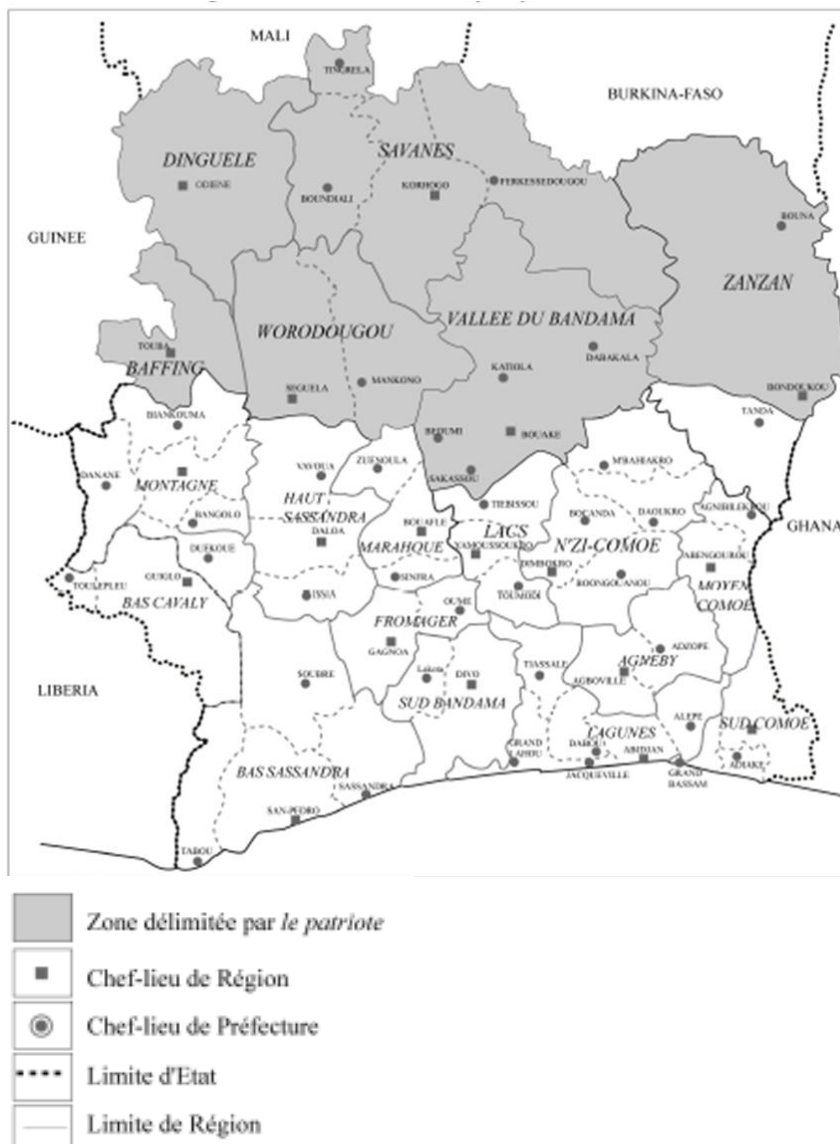 MALI
TINGRELA
BURKINA-FASO
DINGUELE
SAVANES
ODIENE
BOUNDIALI
KORHOGO
FERKESSEDOUGOU
GUINEE
BOUNA
ZANZAN
VALLEE DU BANDAMA
WORODOUGOU
TOUBA
BAFFING
DABAKALA
KATIOLA
MANKONO
SEGUELA
BONDOUKOU
BIANKOUMA
TANDA
BEOUMI
BOUAKE
ZUENOULA
M'BAHIAKRO
VAVOUA
SAKASSOU
DANANE
MONTAGNE
HAUT
SASSANDRA
TIEBISSOU
BOCANDA
DAOUKRO
AGNIBILEKROU
BANGOLO
BOUAFLE
LACS
GHANA
DALOA
MARAHQUE
YAMOUSSOUKRO
N'ZI-COMOE
DUEKOUE
DIMBOKRO
ABENGOUROU
TOULEPLEU
GUIGLO
SINFRA
BOONGOUANOU
MOYEN
BAS CAVALY
ISSIA
TOUMODI
COMOE
OUME
FROMAGER
GAGNOA
ADZOPE
AGNEBY
LIBERIA
SOUBRE
Lakota
DIVO
TIASSALE
AGBOVILLE
SUD BANDAMA
ALEPE
SUD COMOE
LAGUNES
BAS SASSANDRA
GRAND
LAHOU
DABOU
ABIDJAN
ADIAKE
JACQUEVILLE
GRAND
BASSAM
SASSANDRA
SAN-PEDRO
TABOU
Zone délimitée par le patriote
Chef-lieu de Région
Chef-lieu de Préfecture
Limite d'Etat
Limite de Région